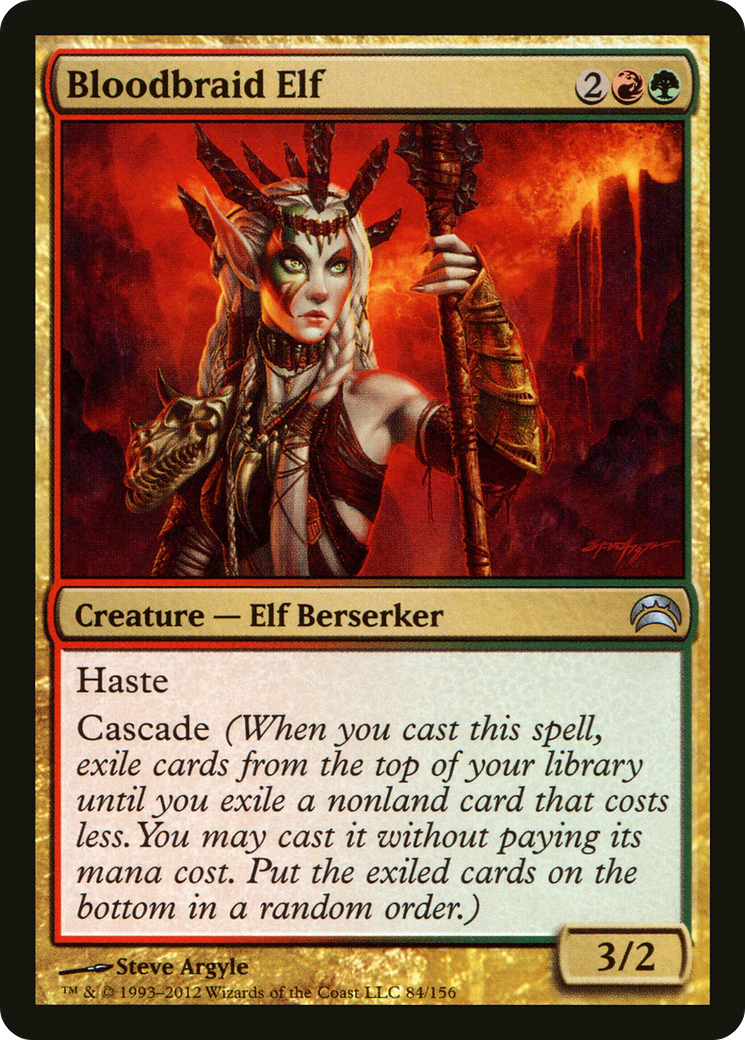 Bloodbraid Elf 2
Creature — Elf Berserker
Haste
Cascade (When you cast this spell,
exile cards from the top of your library
until you exile a nonland card that costs
less. You may cast it without paying its
mana cost. Put the exiled cards on the
bottom in a random order.)
3/2
Steve Argyle
™ & © 1993–2012 Wizards of the Coast LLC 84/156